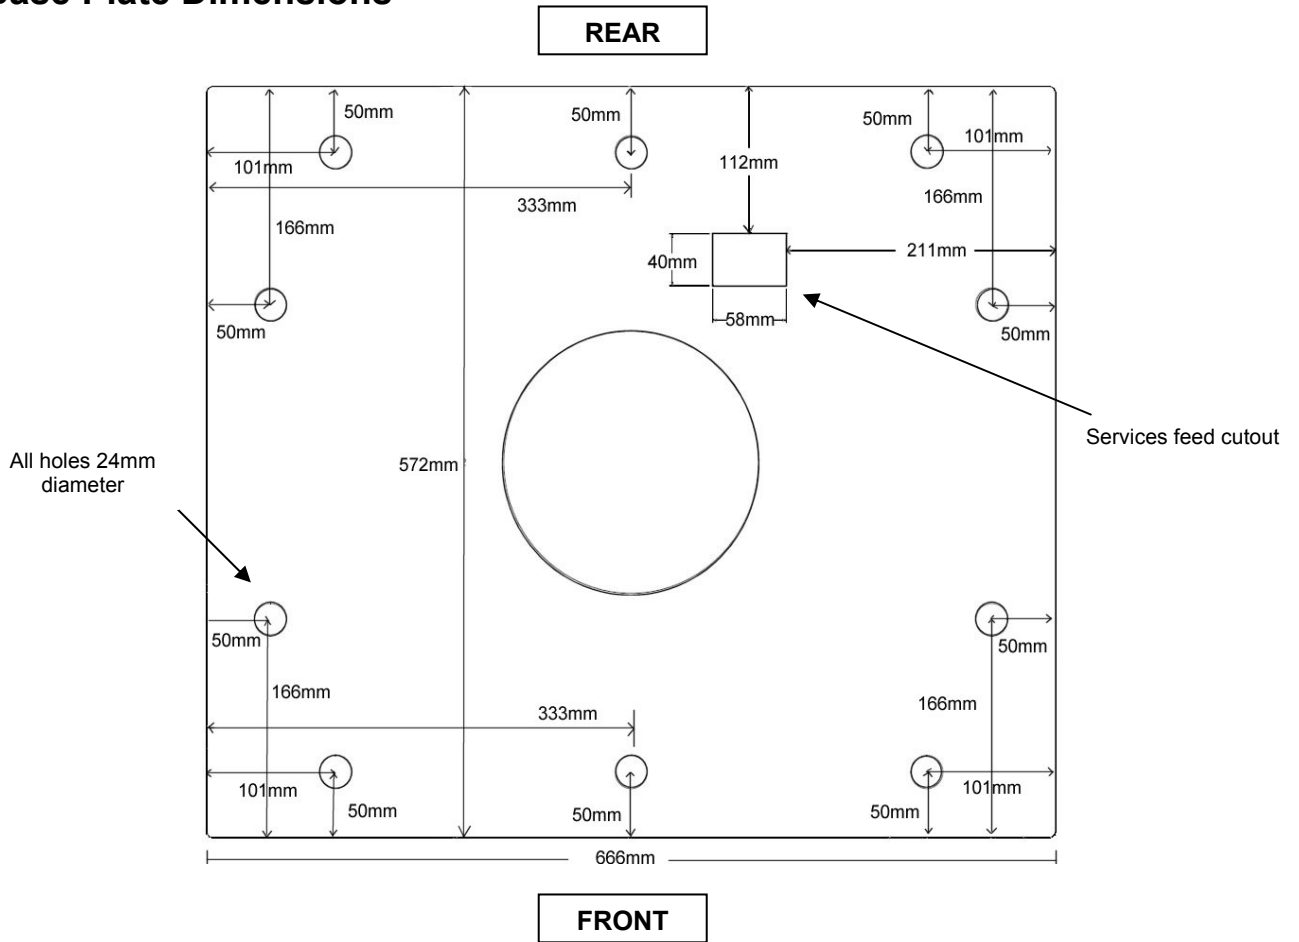 Base Plate Dimensions
REAR
50mm
50mm
50mm
101mm
101mm
112mm
333mm
166mm
166mm
211mm
40mm
50mm
58mm
50mm
Services feed cutout
All holes 24mm
diameter
572mm
50mm
50mm
166mm
166mm
333mm
101mm
101mm
50mm
50mm
50mm
666mm
FRONT